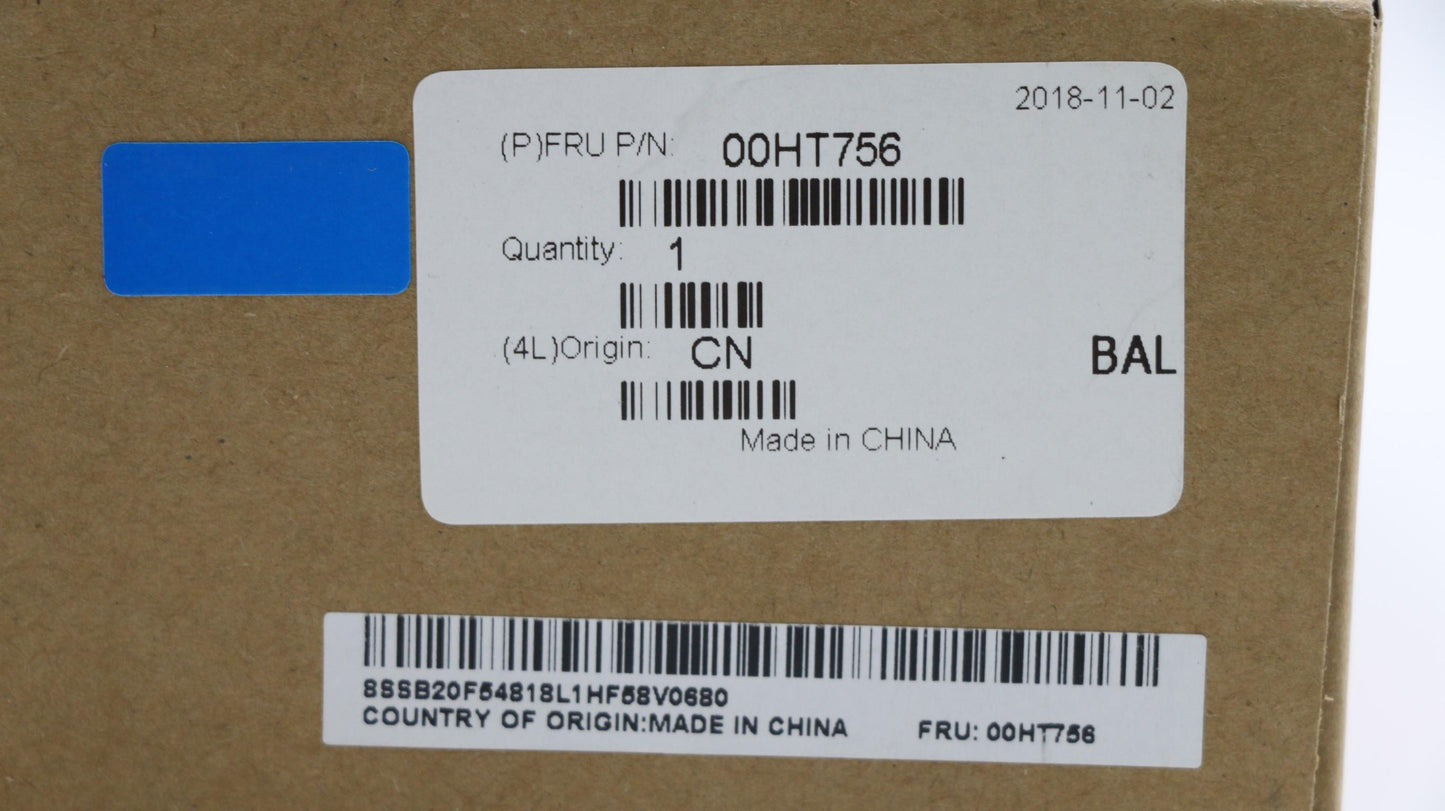 2018-11-02
(P)FRU P/N: 00HT756
Quantity: 1
(4L)Origin: CN
BAL
Made in CHINA
8SSB20F54818L1HF58V0680
COUNTRY OF ORIGIN:MADE IN CHINA FRU: 00HT756